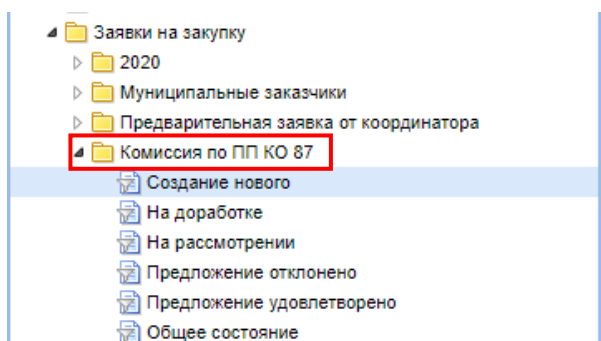 Заявки на закупку
2020
Муниципальные заказчики
Предварительная заявка от координатора
Комиссия по ПП КО 87
Создание нового
На доработке
На рассмотрении
Предложение отклонено
Предложение удовлетворено
Общее состояние